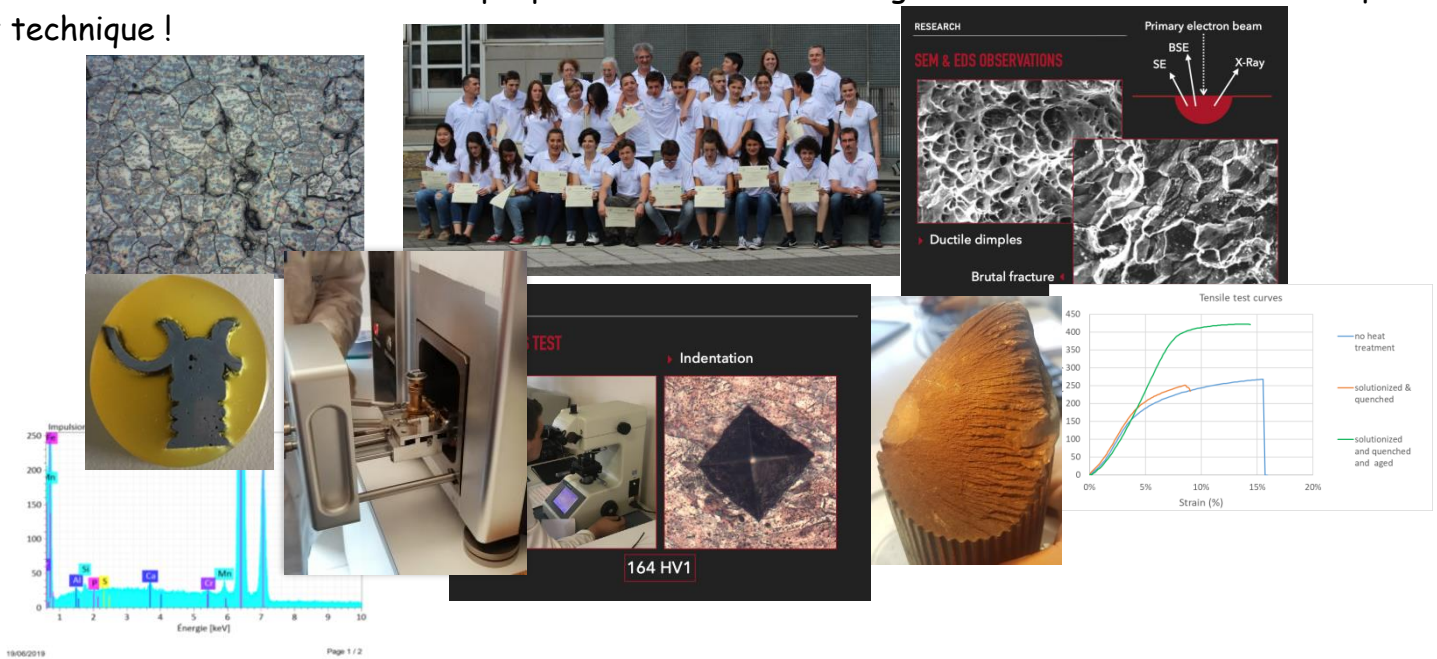 technique !
RESEARCH
SEM & EDS OBSERVATIONS
Primary electron beam
BSE
SE
X-Ray
Ductile dimples
Brutal fracture
TEST
Indentation
164 HV1
Tensile test curves
450
400
350
300
250
200
150
100
50
0
0%
5%
10%
15%
20%
Strain (%)
no heat
treatment
solutionized &
quenched
solutionized
and quenched
and aged
Impulsion
250
200
150
100
50
0
Al
Si
P
S
Ca
Cr
Mn
1
2
3
4
5
6
7
8
9
10
Énergie [keV]
19/06/2019
Page 1 / 2